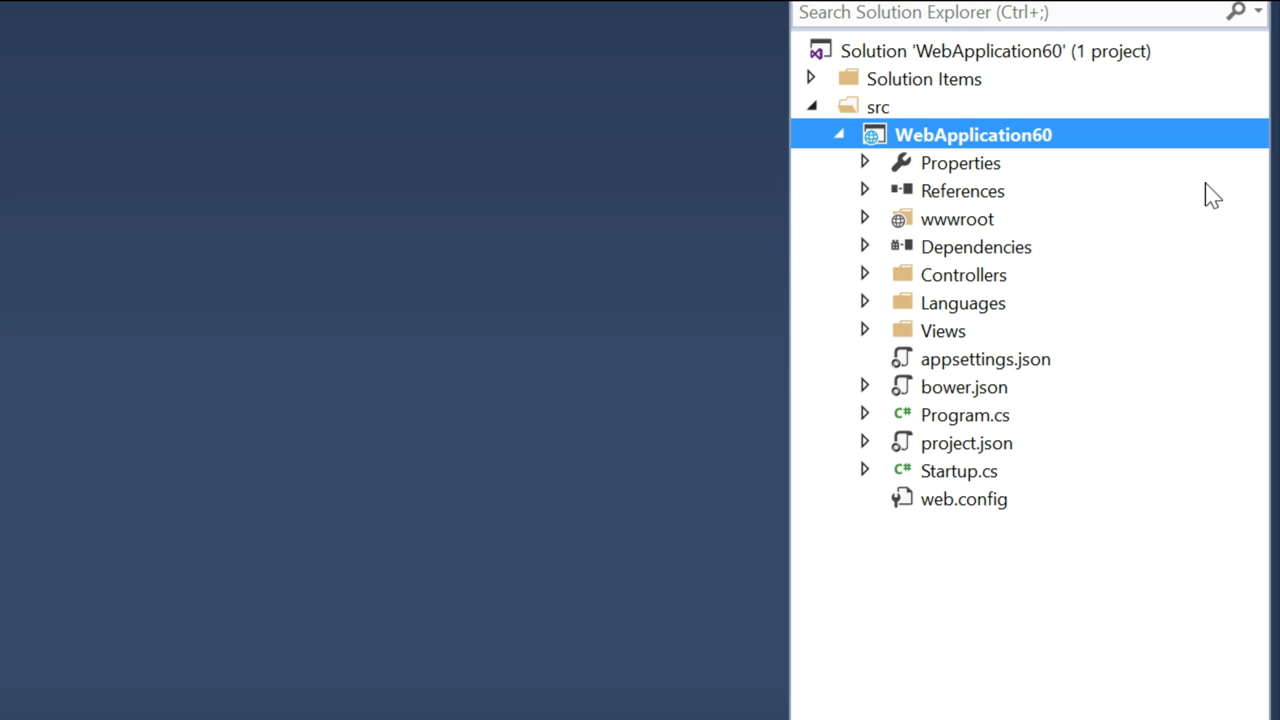 Search Solution Explorer (Ctrl+;)
Solution 'WebApplication60' (1 project)
Solution Items
src
WebApplication60
Properties
References
wwwroot
Dependencies
Controllers
Languages
Views
appsettings.json
bower.json
C# Program.cs
project.json
C# Startup.cs
web.config